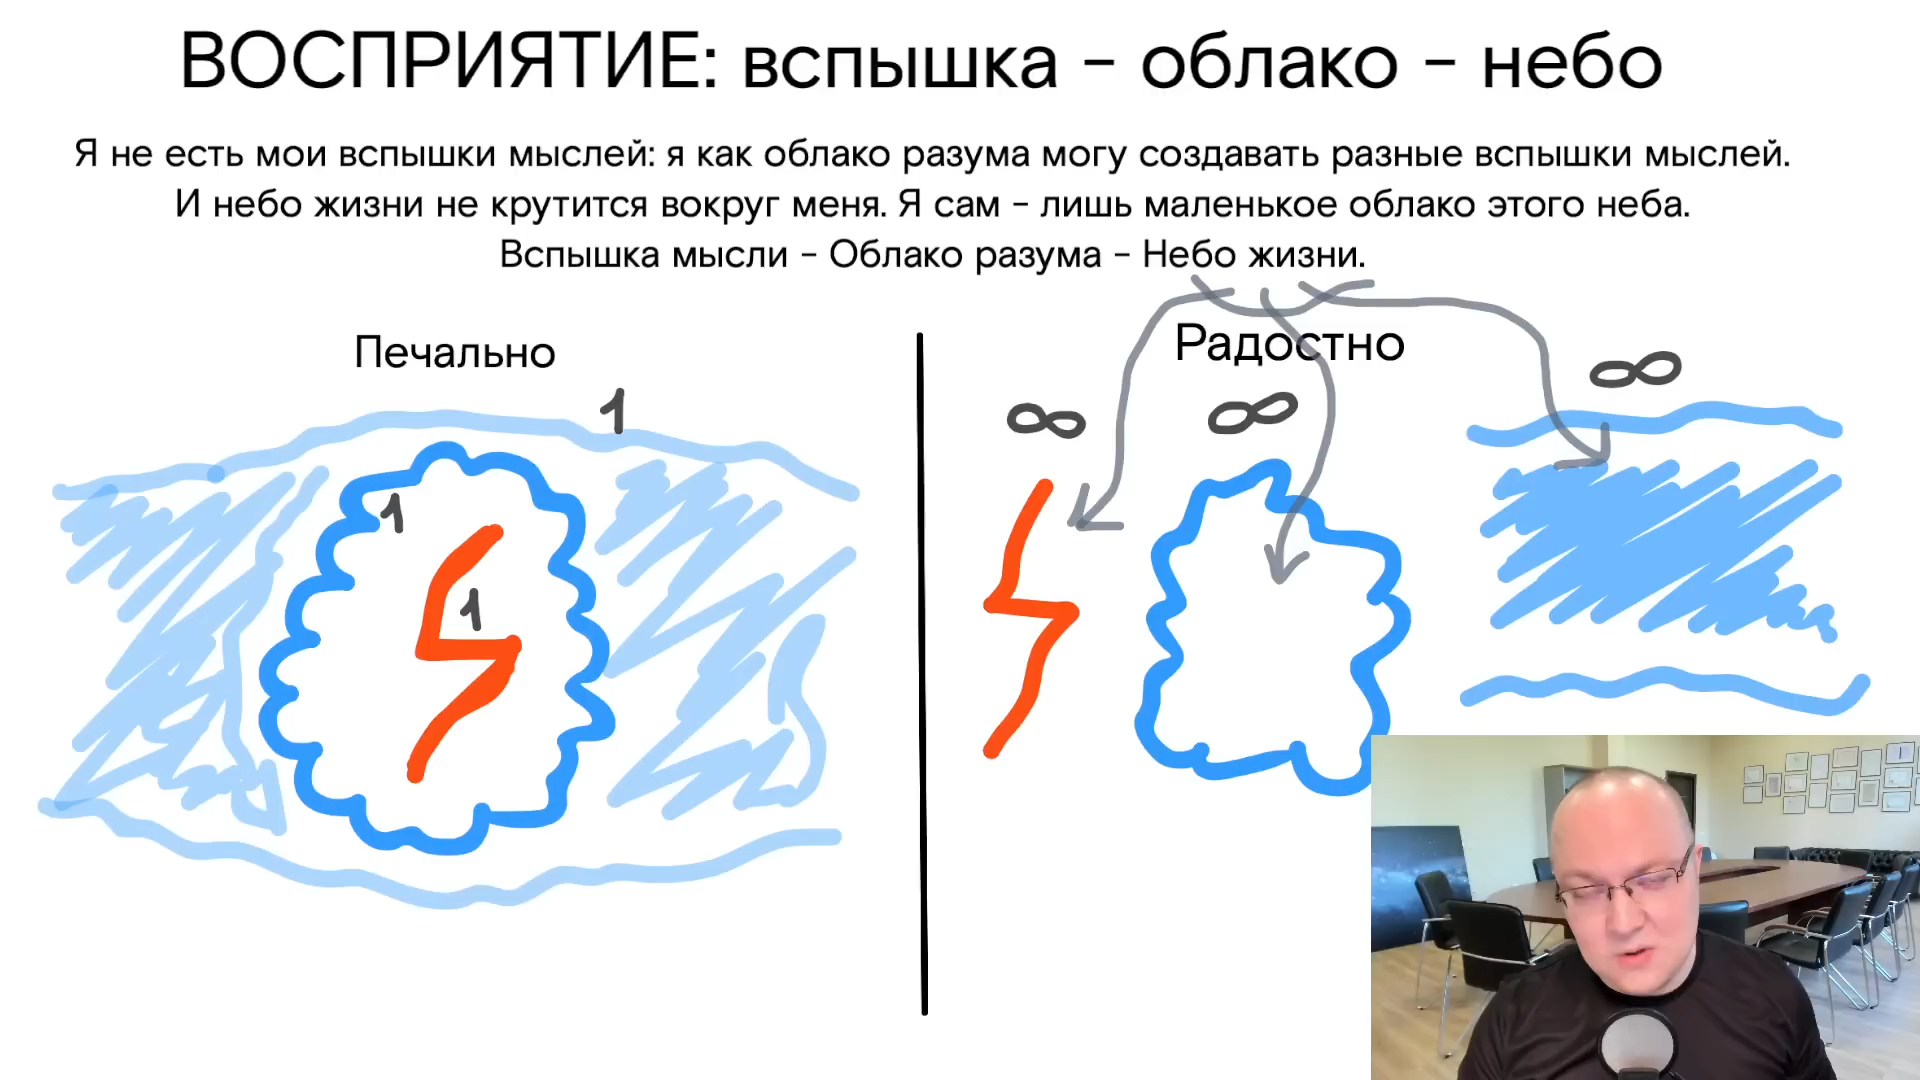 ВОСПРИЯТИЕ: вспышка - облако - небо
Я не есть мои вспышки мыслей: я как облако разума могу создавать разные вспышки мыслей.
И небо жизни не крутится вокруг меня. Я сам - лишь маленькое облако этого неба.
Вспышка мысли - Облако разума - Небо жизни.
Печально
Радостно
1
1
1
∞
∞
∞